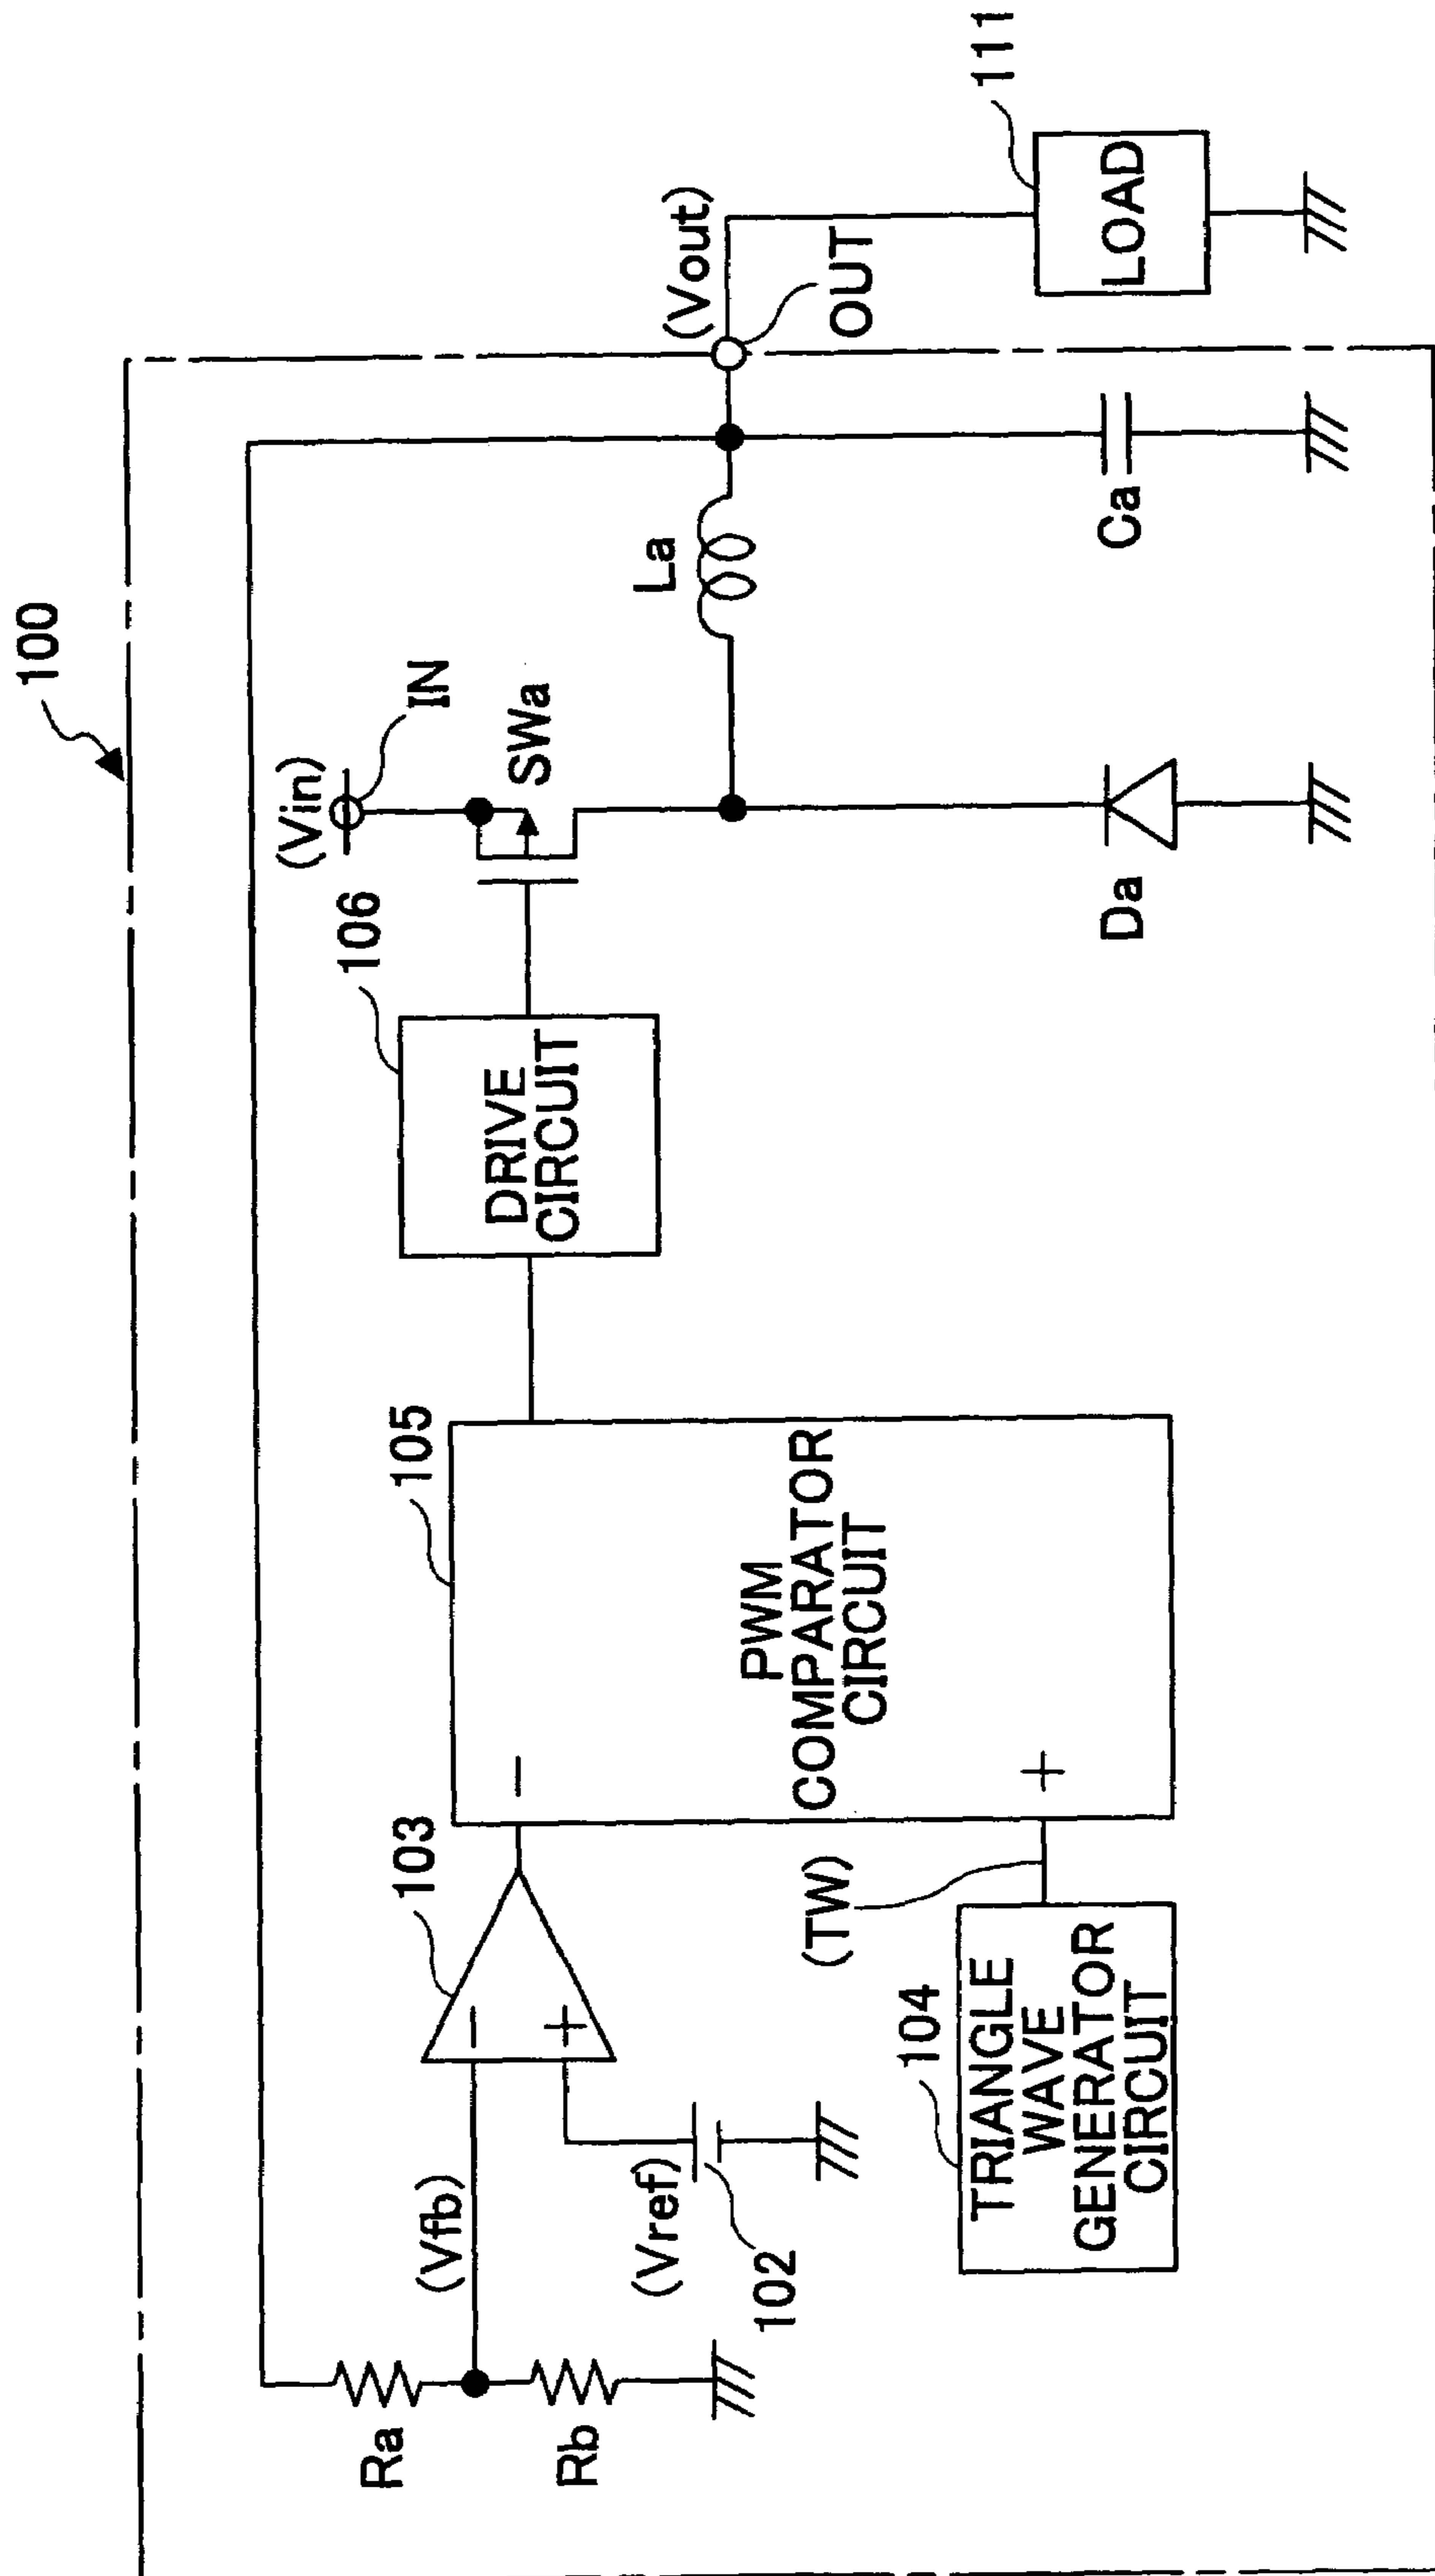 100
(Vin)
IN
SWa
106
DRIVE
CIRCUIT
La
(Vout)
OUT
111
LOAD
Ca
Da
105
−
PWM
COMPARATOR
CIRCUIT
+
103
−
+
(TW)
104
TRIANGLE
WAVE
GENERATOR
CIRCUIT
(Vfb)
(Vref)
102
Ra
Rb